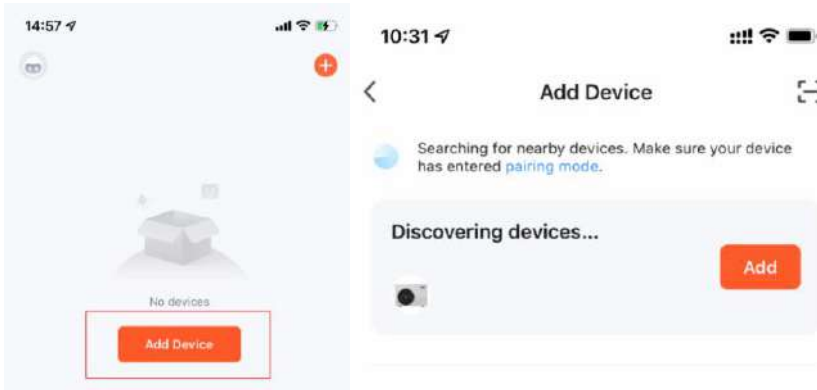 14:57
No devices
Add Device
10:31
Add Device
Searching for nearby devices. Make sure your device
has entered pairing mode.
Discovering devices...
Add